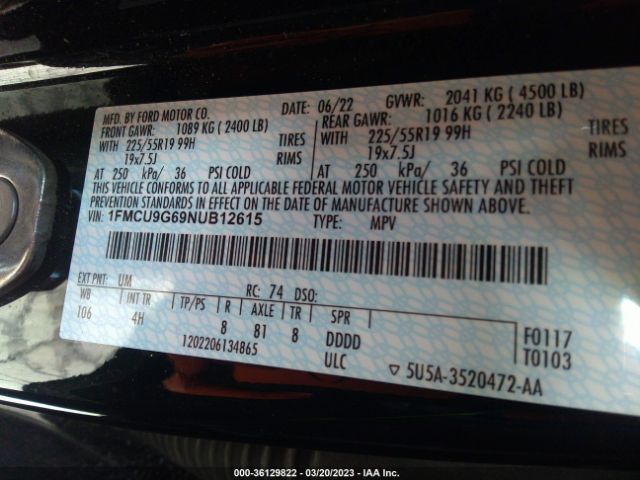 MFD. BY FORD MOTOR CO. DATE: 06/22 GVWR: 2041 KG ( 4500 LB)
FRONT GAWR: 1089 KG ( 2400 LB) REAR GAWR: 1016 KG ( 2240 LB)
WITH 225/55R19 99H TIRES WITH 225/55R19 99H TIRES
19x7.5J RIMS 19x7.5J RIMS
AT 250 kPa/ 36 PSI COLD AT 250 kPa/ 36 PSI COLD
THIS VEHICLE CONFORMS TO ALL APPLICABLE FEDERAL MOTOR VEHICLE SAFETY AND THEFT
PREVENTION STANDARDS IN EFFECT ON THE DATE OF MANUFACTURE SHOWN ABOVE.
VIN: 1FMCU9G69NUB12615 TYPE: MPV
EXT PNT: UM RC: 74 DSO:
WB INT TR TP/PS R AXLE TR SPR
106 4H 8 81 8 DDDD F0117
1202206134865 ULC T0103
5U5A-3520472-AA
000-36129822 - 03/20/2023 - IAA Inc.